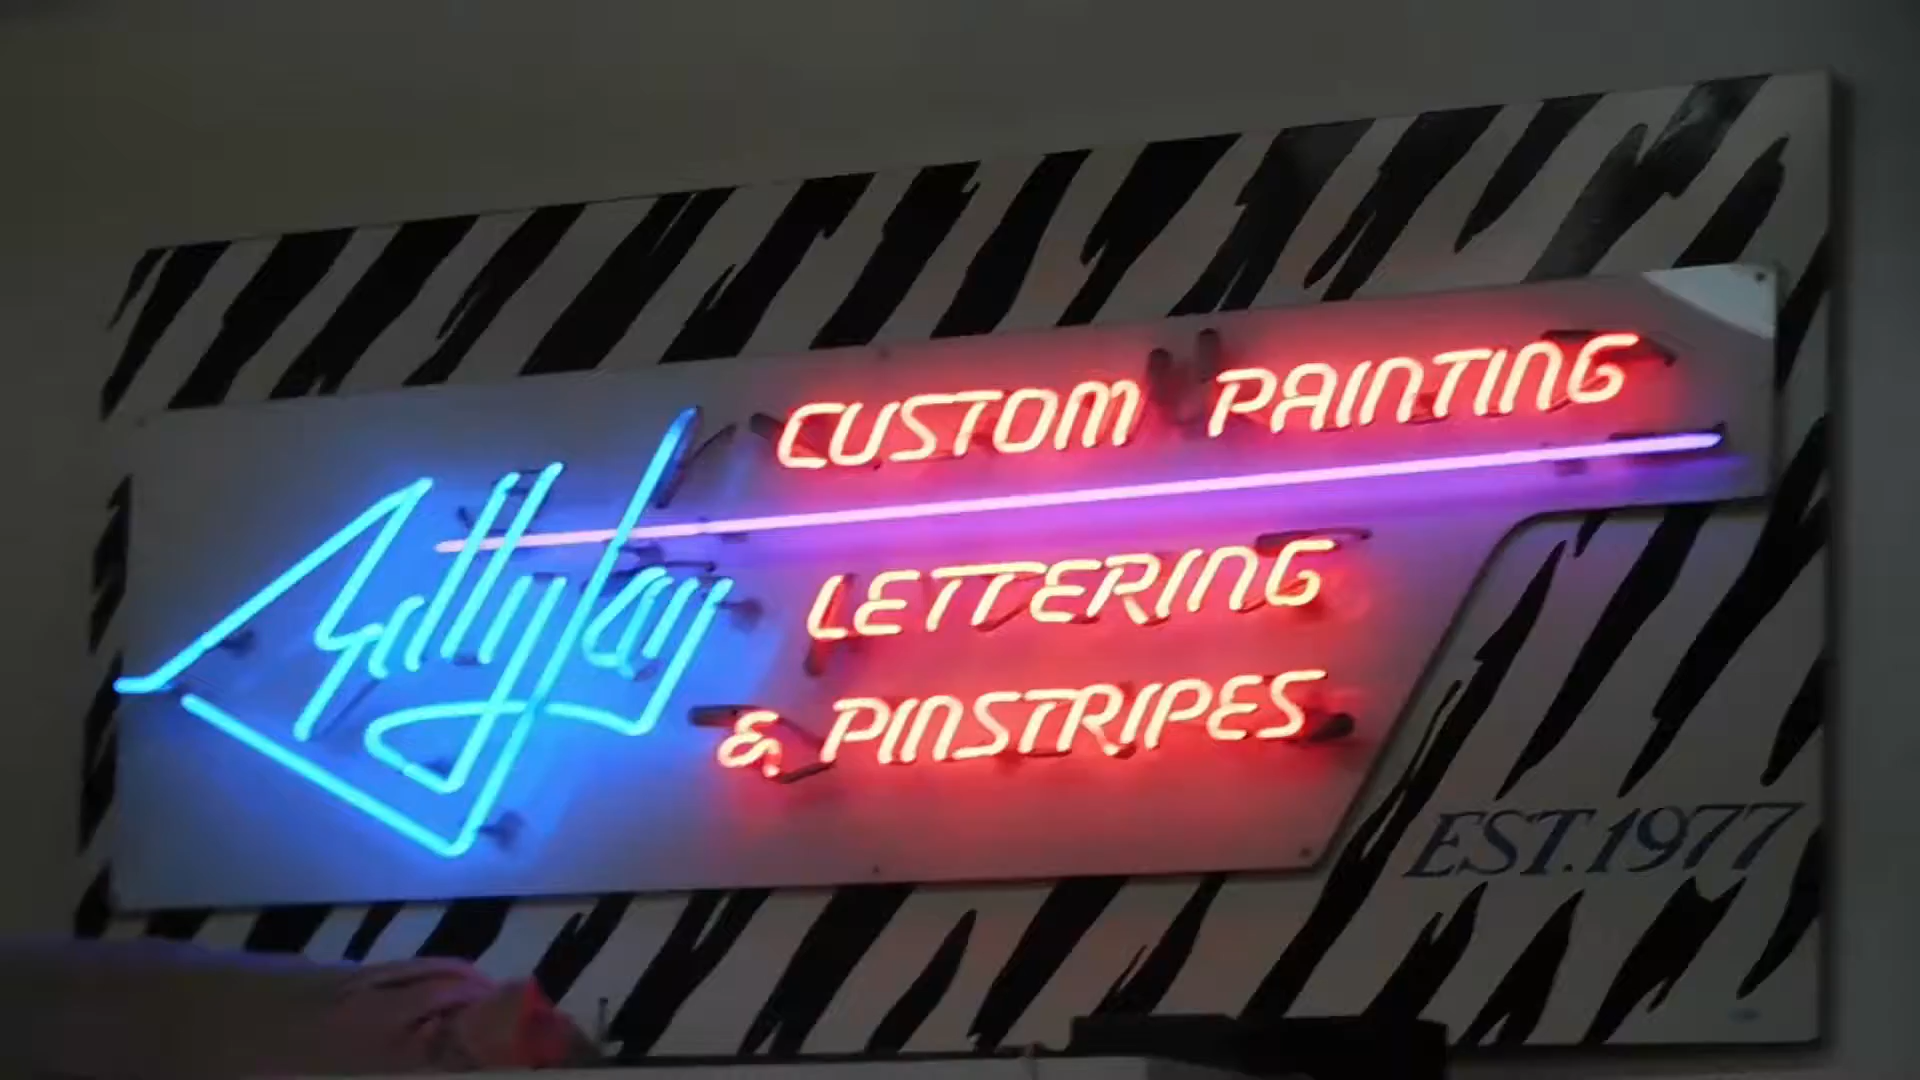 CUSTOM PAINTING
LETTERING
& PINSTRIPES
EST. 1977